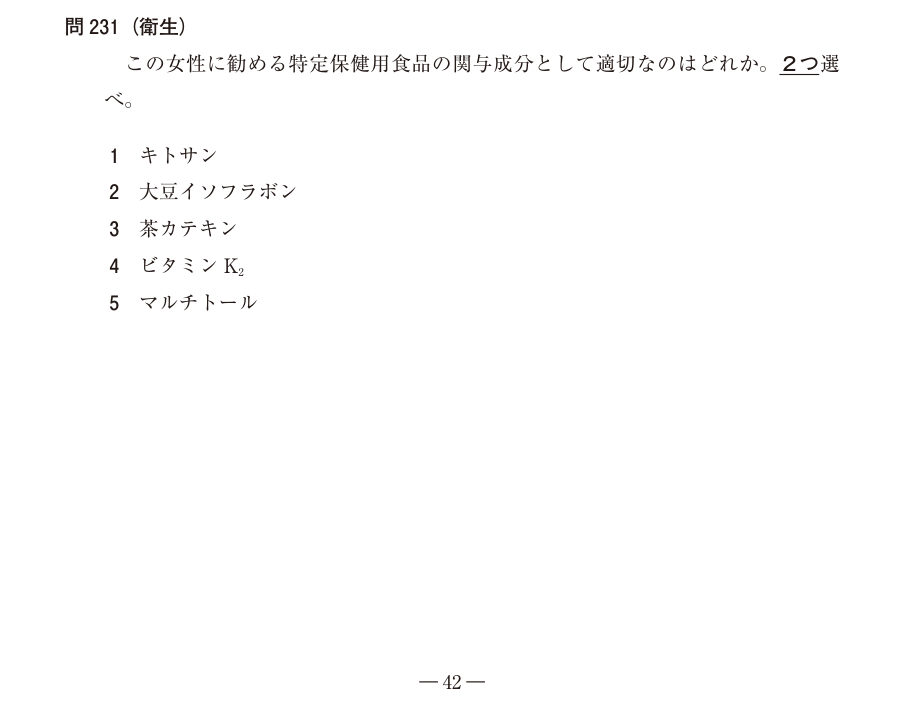 問 231（衛生）
この女性に勧める特定保健用食品の関与成分として適切なのはどれか。２つ選
べ。
1 キトサン
2 大豆イソフラボン
3 茶カテキン
4 ビタミン K₂
5 マルチトール
― 42 ―